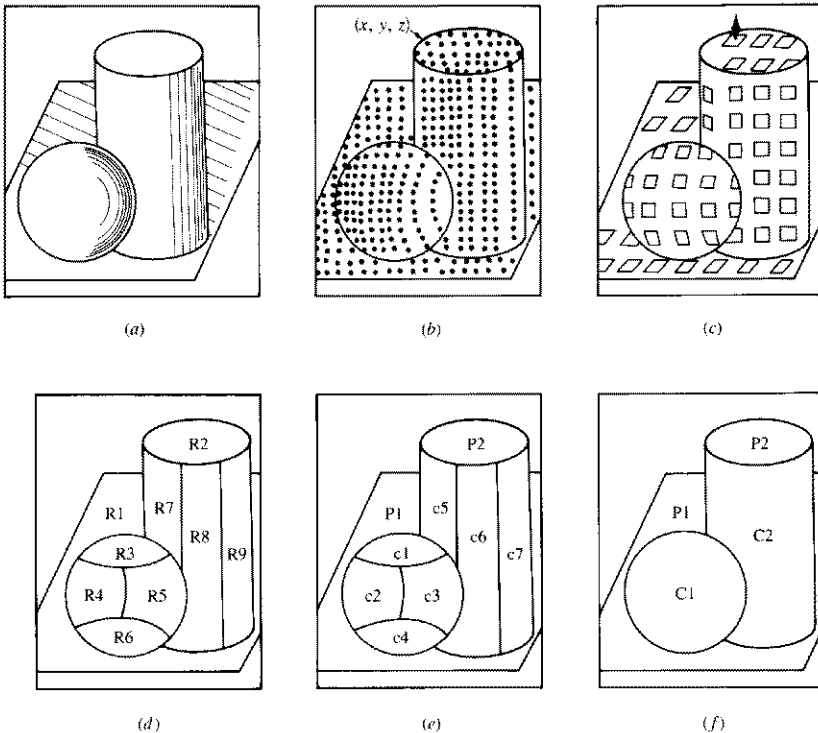 (x, y, z)
(a)
(b)
(c)
R2
R1
R7
R8
R9
R3
R4
R5
R6
P2
P1
c5
c6
c7
c1
c2
c3
c4
P2
P1
C2
C1
(d)
(e)
(f)